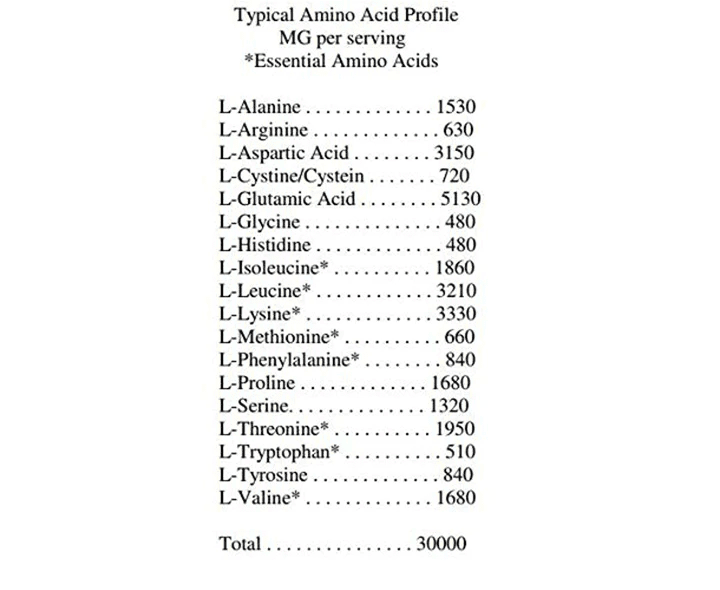 Typical Amino Acid Profile
MG per serving
*Essential Amino Acids
L-Alanine . . . . . . . . . . . . . 1530
L-Arginine . . . . . . . . . . . . . 630
L-Aspartic Acid . . . . . . . . 3150
L-Cystine/Cystein . . . . . . . 720
L-Glutamic Acid . . . . . . . . 5130
L-Glycine . . . . . . . . . . . . . . 480
L-Histidine . . . . . . . . . . . . . 480
L-Isoleucine* . . . . . . . . . . 1860
L-Leucine* . . . . . . . . . . . . 3210
L-Lysine* . . . . . . . . . . . . . 3330
L-Methionine* . . . . . . . . . . 660
L-Phenylalanine* . . . . . . . . 840
L-Proline . . . . . . . . . . . . . 1680
L-Serine. . . . . . . . . . . . . . 1320
L-Threonine* . . . . . . . . . . 1950
L-Tryptophan* . . . . . . . . . . 510
L-Tyrosine . . . . . . . . . . . . . 840
L-Valine* . . . . . . . . . . . . . 1680
Total . . . . . . . . . . . . . . . 30000